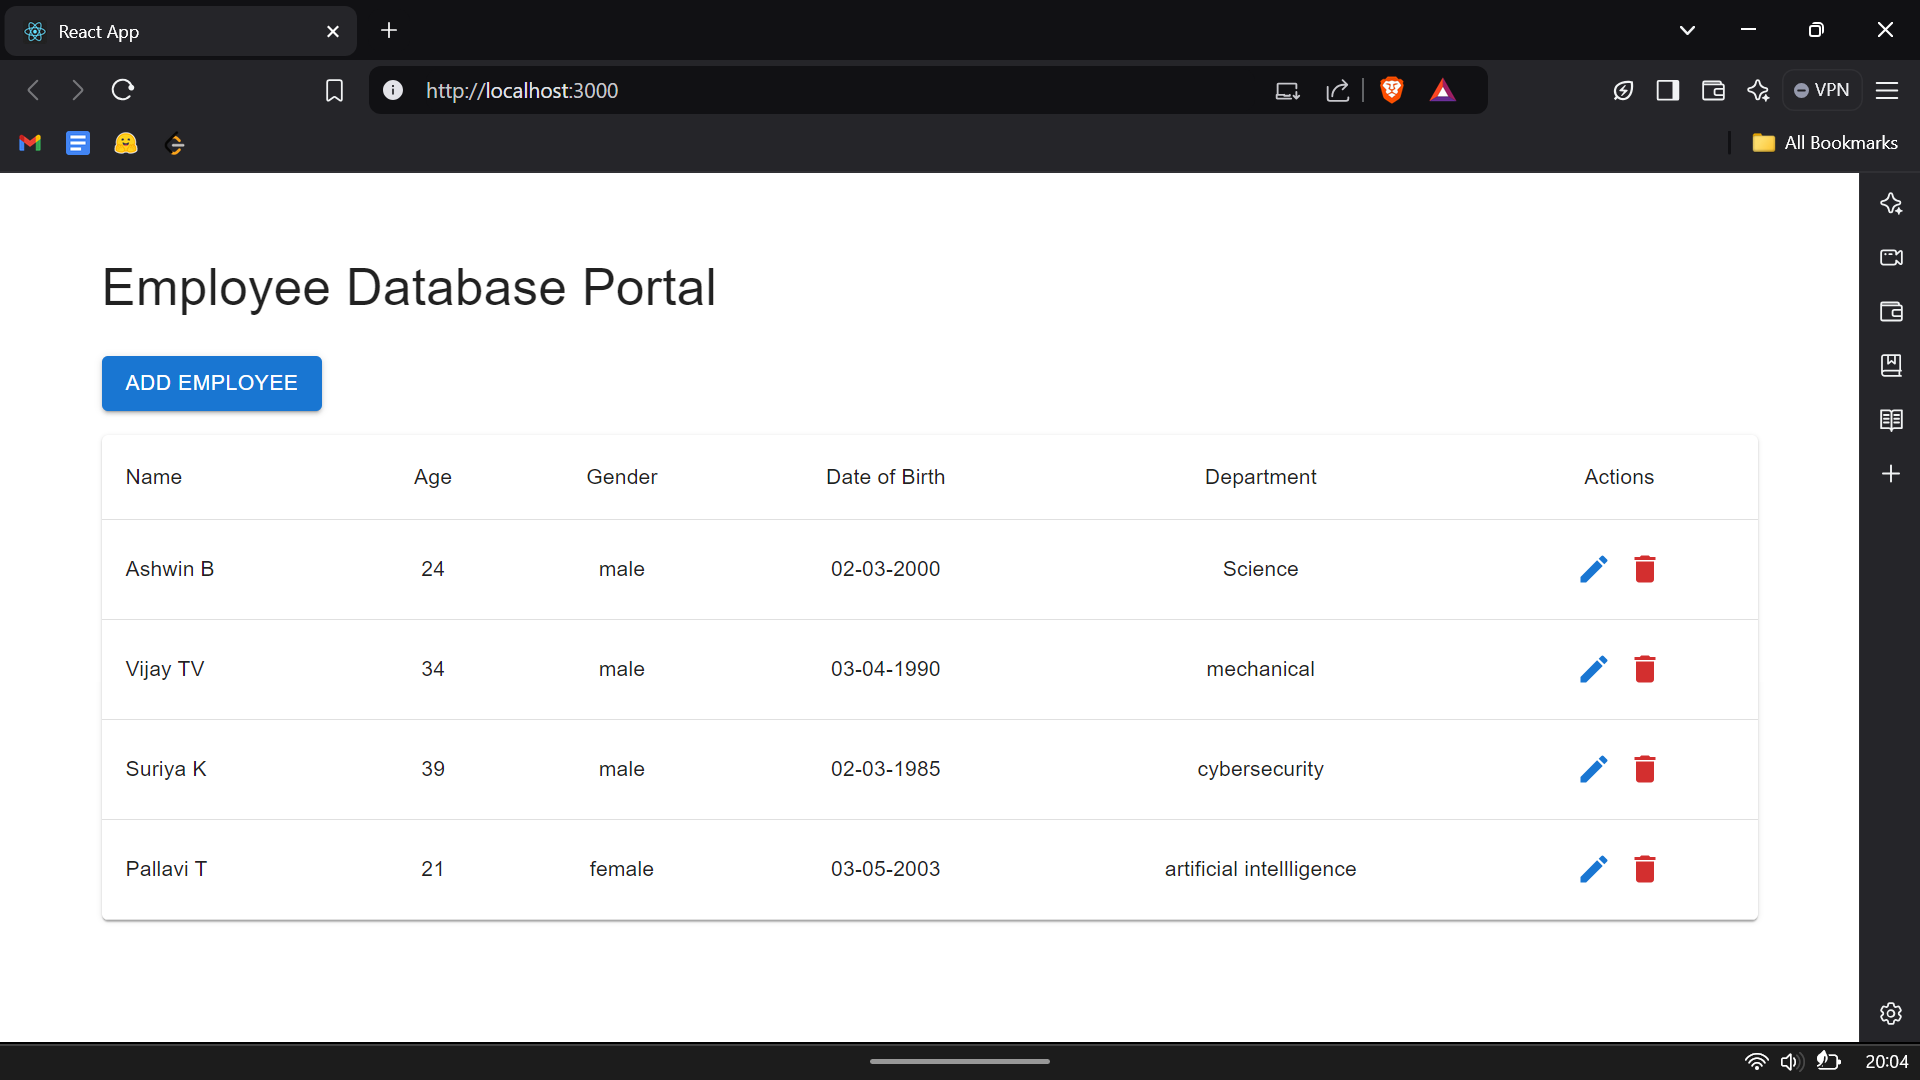 React App
http://localhost:3000
VPN
All Bookmarks
Employee Database Portal
ADD EMPLOYEE
Name Age Gender Date of Birth Department Actions
Ashwin B 24 male 02-03-2000 Science
Vijay TV 34 male 03-04-1990 mechanical
Suriya K 39 male 02-03-1985 cybersecurity
Pallavi T 21 female 03-05-2003 artificial intellligence
20:04